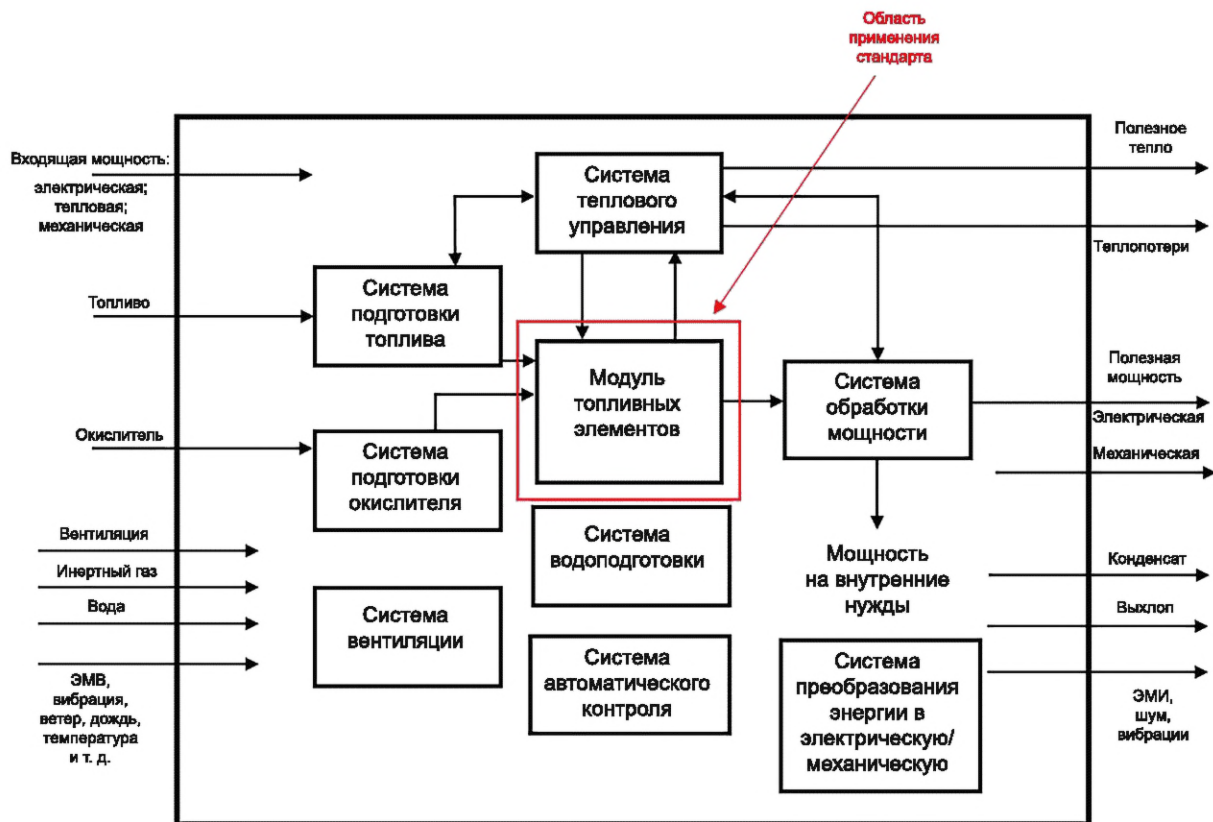 Область
применения
стандарта
Входящая мощность:
электрическая;
тепловая;
механическая
Топливо
Окислитель
Вентиляция
Инертный газ
Вода
ЭМВ,
вибрация,
ветер, дождь,
температура
и т. д.
Система
теплового
управления
Система
подготовки
топлива
Модуль
топливных
элементов
Система
обработки
мощности
Система
подготовки
окислителя
Система
водоподготовки
Мощность
на внутренние
нужды
Система
вентиляции
Система
автоматического
контроля
Система
преобразования
энергии в
электрическую/
механическую
Полезное
тепло
Теплопотери
Полезная
мощность
Электрическая
Механическая
Конденсат
Выхлоп
ЭМИ,
шум,
вибрации